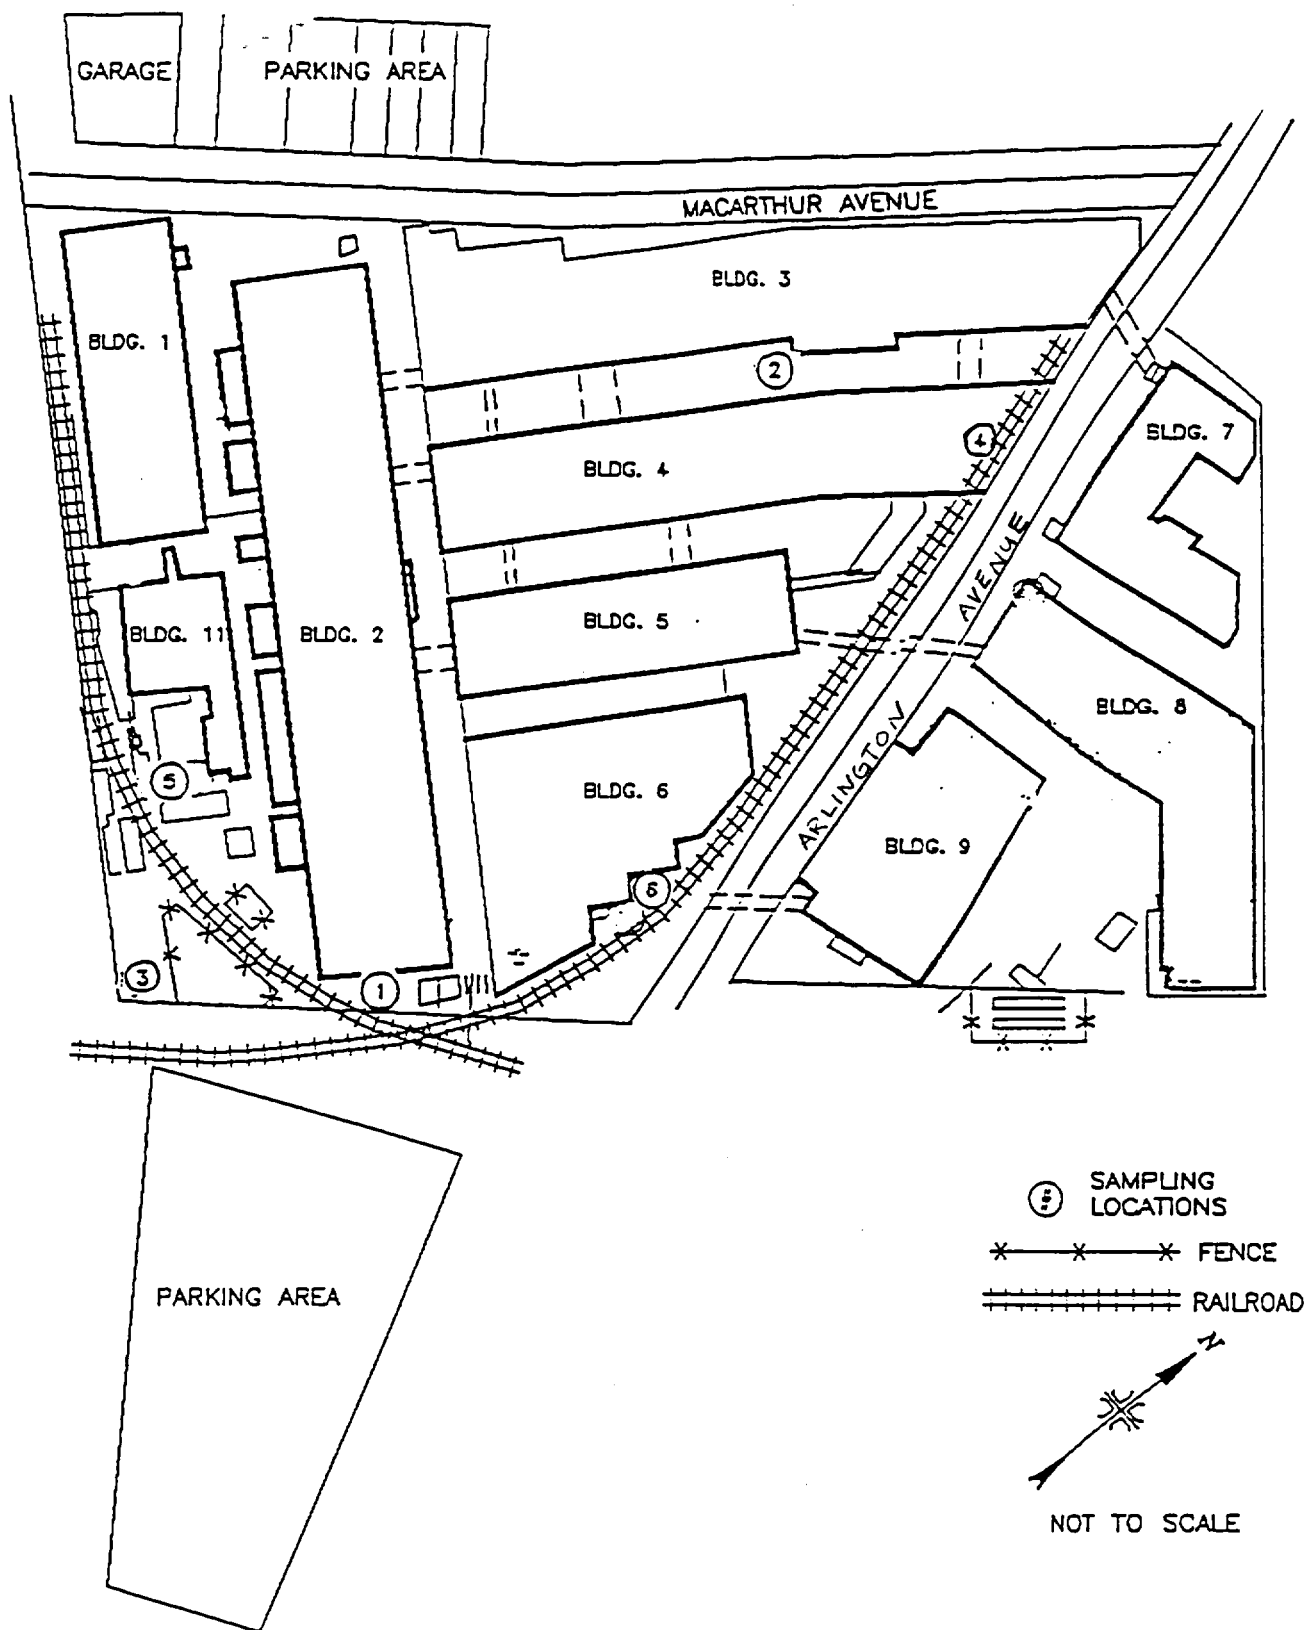 GARAGE
PARKING AREA
MACARTHUR AVENUE
BLDG. 3
BLDG. 1
2
4
BLDG. 7
BLDG. 4
AVENUE
BLDG. 11
BLDG. 2
BLDG. 5
BLDG. 8
ARLINGTON
5
BLDG. 6
BLDG. 9
6
3
1
SAMPLING
LOCATIONS
FENCE
PARKING AREA
RAILROAD
N
NOT TO SCALE